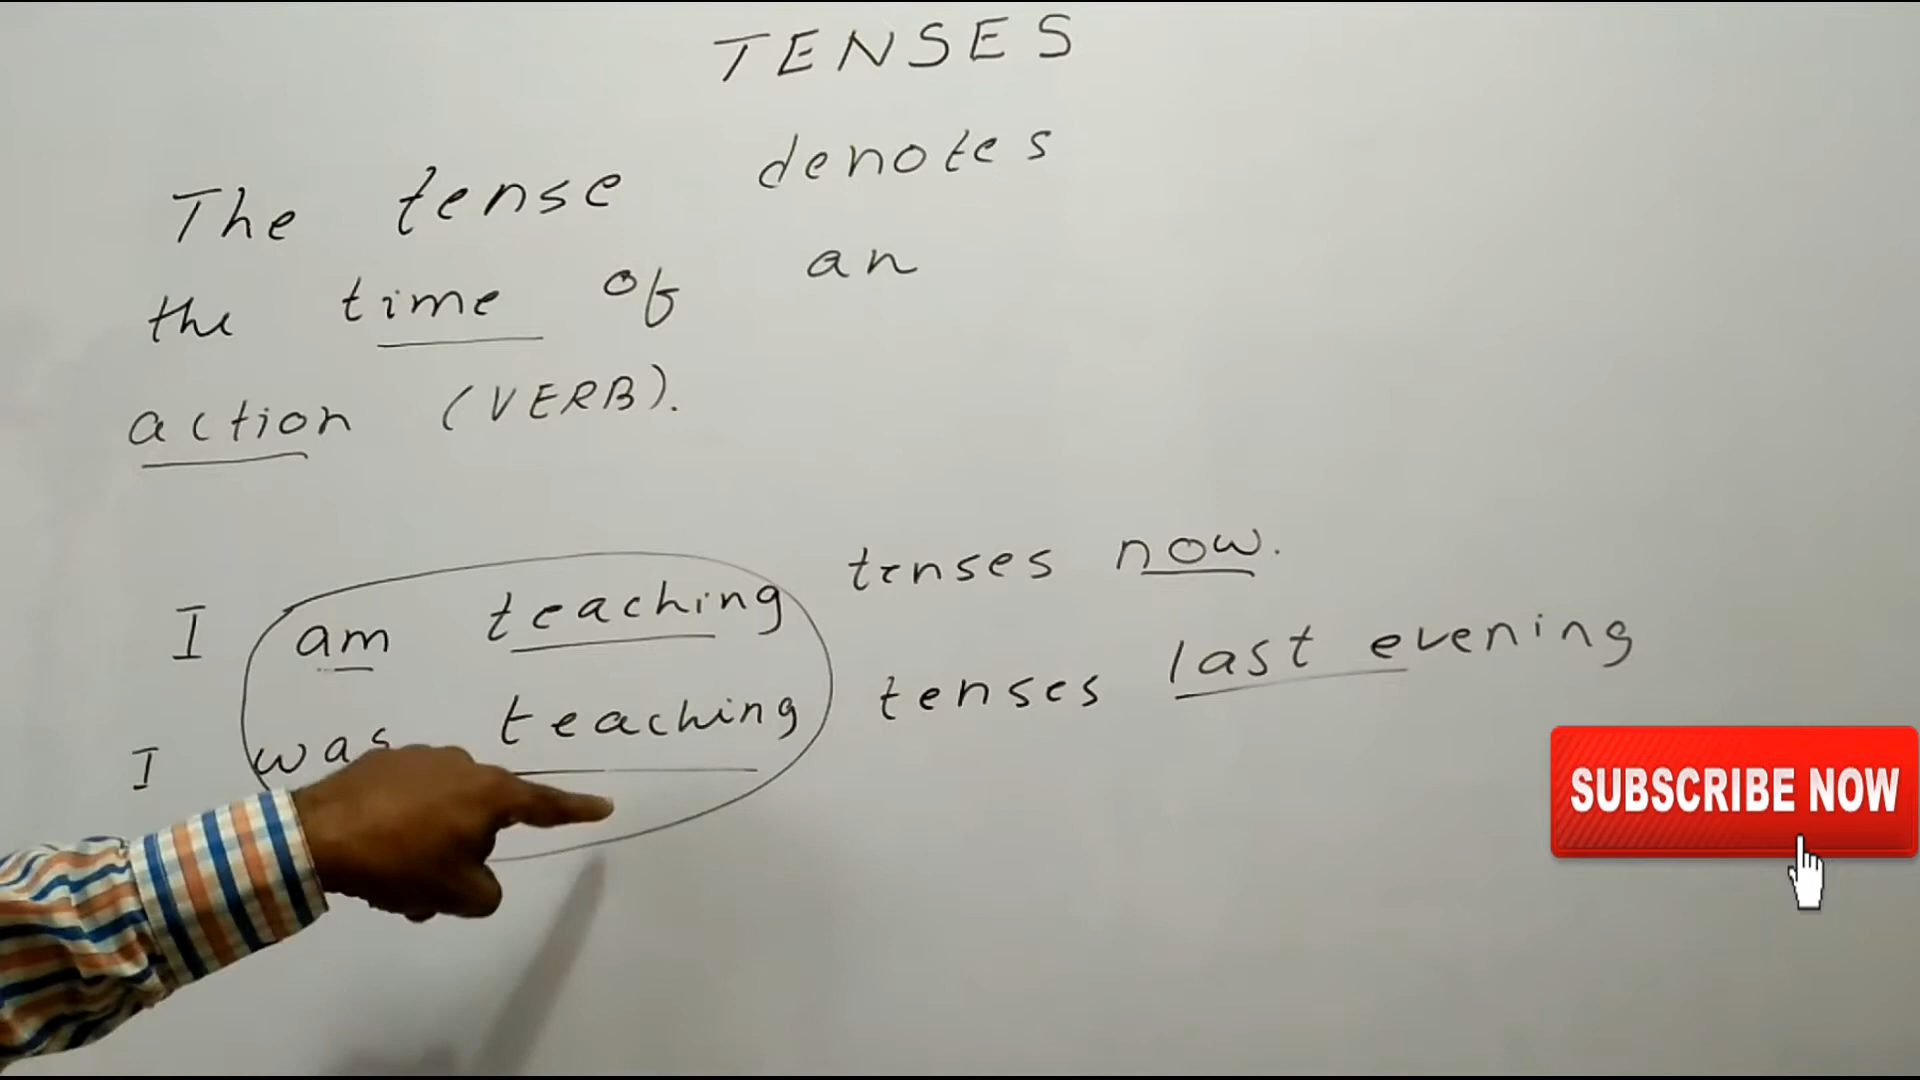 TENSES
The tense denotes
the time of an
action (VERB).
I am teaching tenses now.
I was teaching tenses last evening
SUBSCRIBE NOW